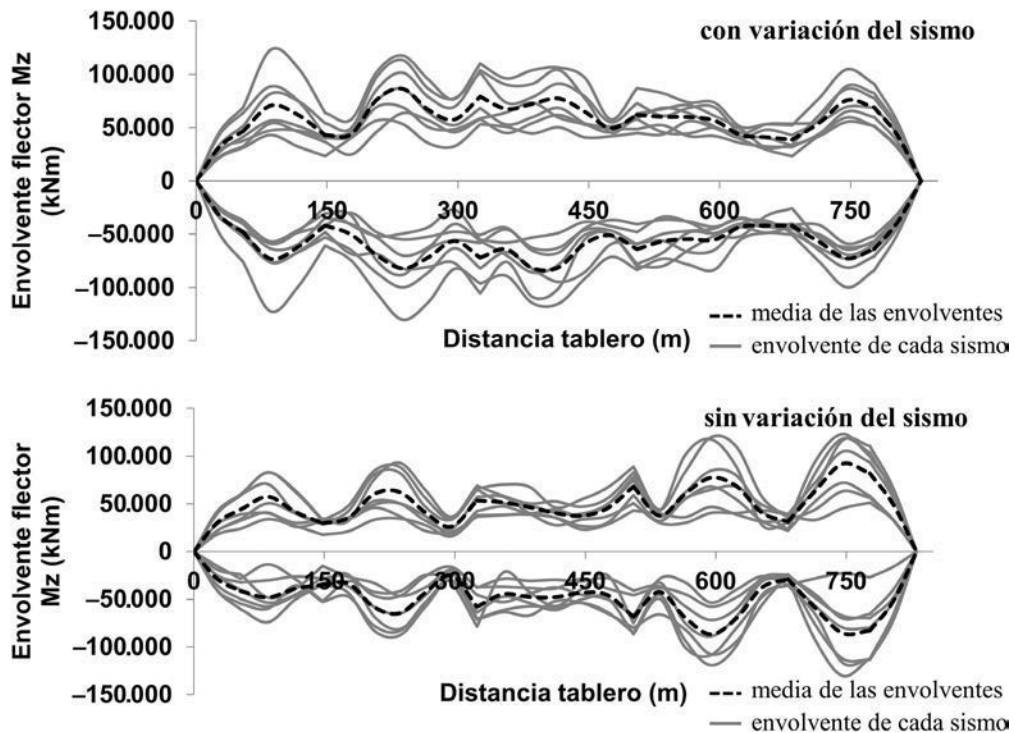 con variación del sismo
Envolvente flector Mz
(kNm)
150.000
100.000
50.000
0
–50.000
–100.000
–150.000
0 150 300 450 600 750
Distancia tablero (m)
media de las envolventes
envolvente de cada sismo
sin variación del sismo
Envolvente flector
Mz (kNm)
150.000
100.000
50.000
0
–50.000
–100.000
–150.000
0 150 300 450 600 750
Distancia tablero (m)
media de las envolventes
envolvente de cada sismo